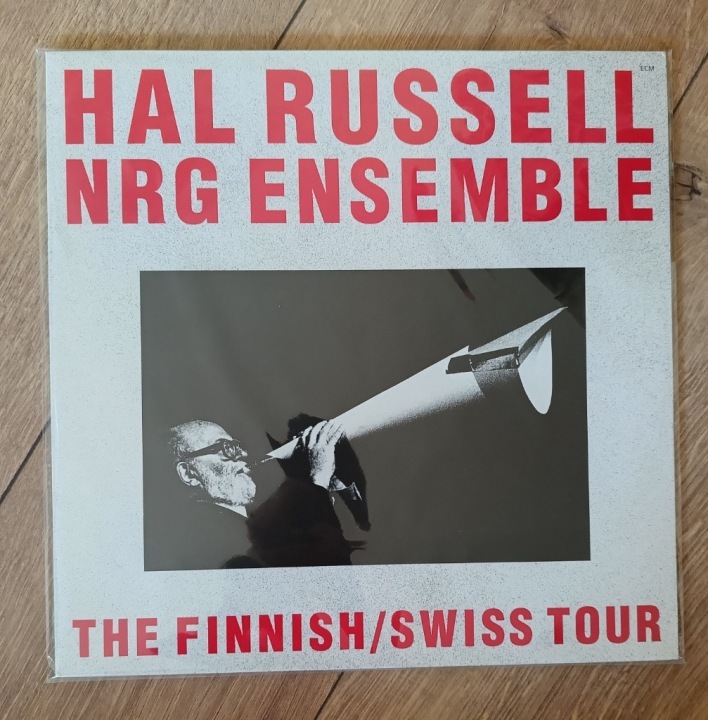 ECM
HAL RUSSELL
NRG ENSEMBLE
THE FINNISH/SWISS TOUR